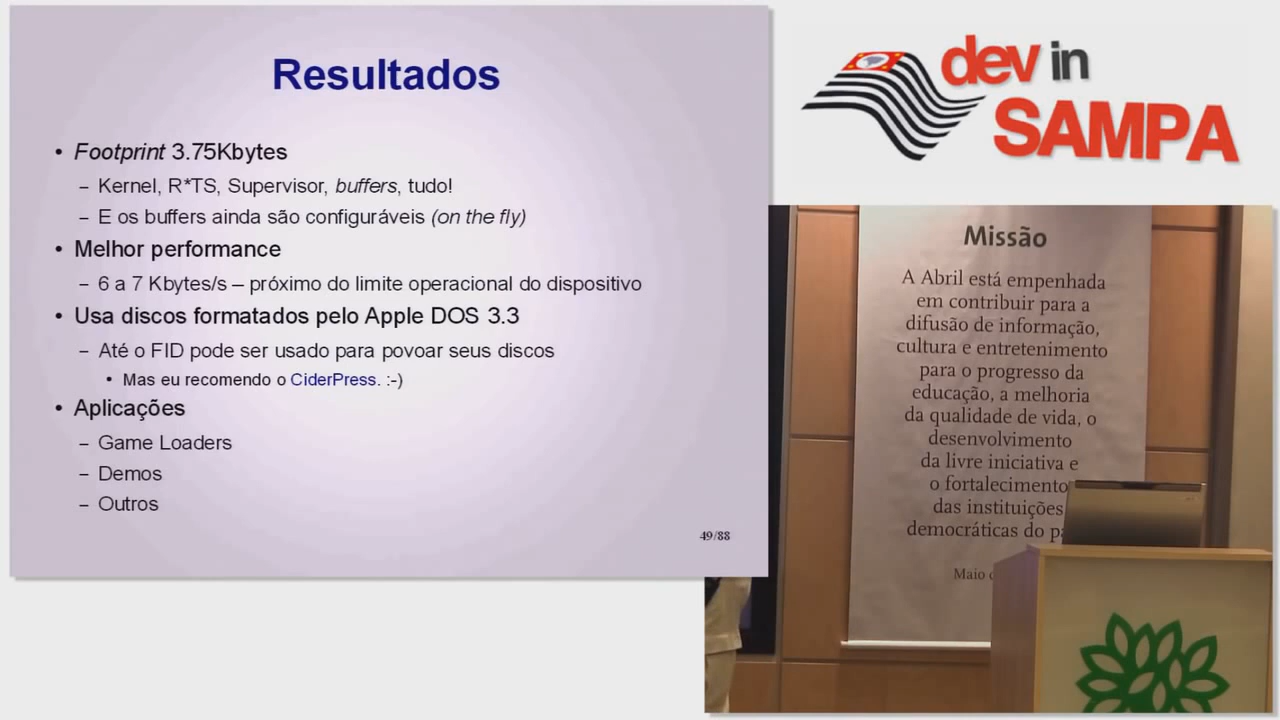 Resultados
• Footprint 3.75Kbytes
– Kernel, R*TS, Supervisor, buffers, tudo!
– E os buffers ainda são configuráveis (on the fly)
• Melhor performance
– 6 a 7 Kbytes/s – próximo do limite operacional do dispositivo
• Usa discos formatados pelo Apple DOS 3.3
– Até o FID pode ser usado para povoar seus discos
• Mas eu recomendo o CiderPress. :-)
• Aplicações
– Game Loaders
– Demos
– Outros
49/88
dev in
SAMPA
Missão
A Abril está empenhada
em contribuir para a
difusão de informação,
cultura e entretenimento
para o progresso da
educação, a melhoria
da qualidade de vida, o
desenvolvimento
da livre iniciativa e
o fortalecimento
das instituições
democráticas do
Maio